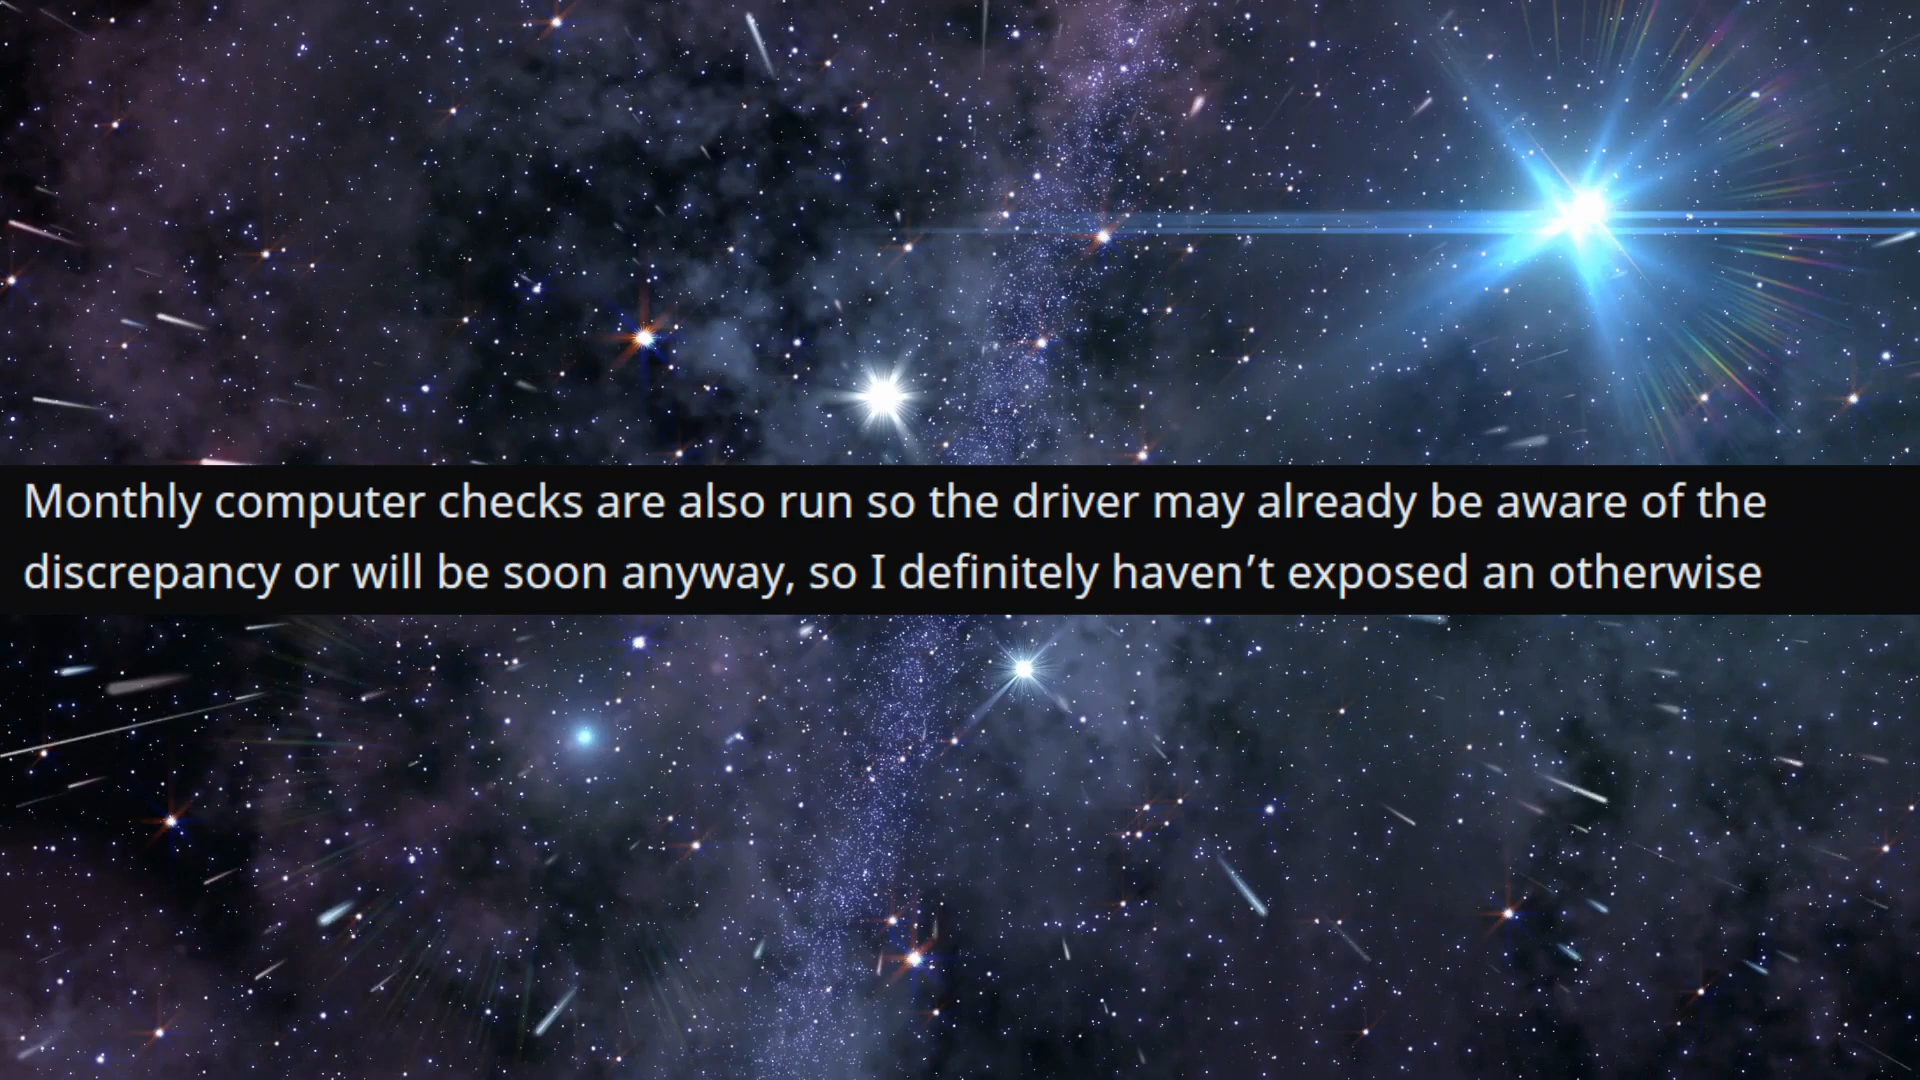 Monthly computer checks are also run so the driver may already be aware of the
discrepancy or will be soon anyway, so I definitely haven’t exposed an otherwise